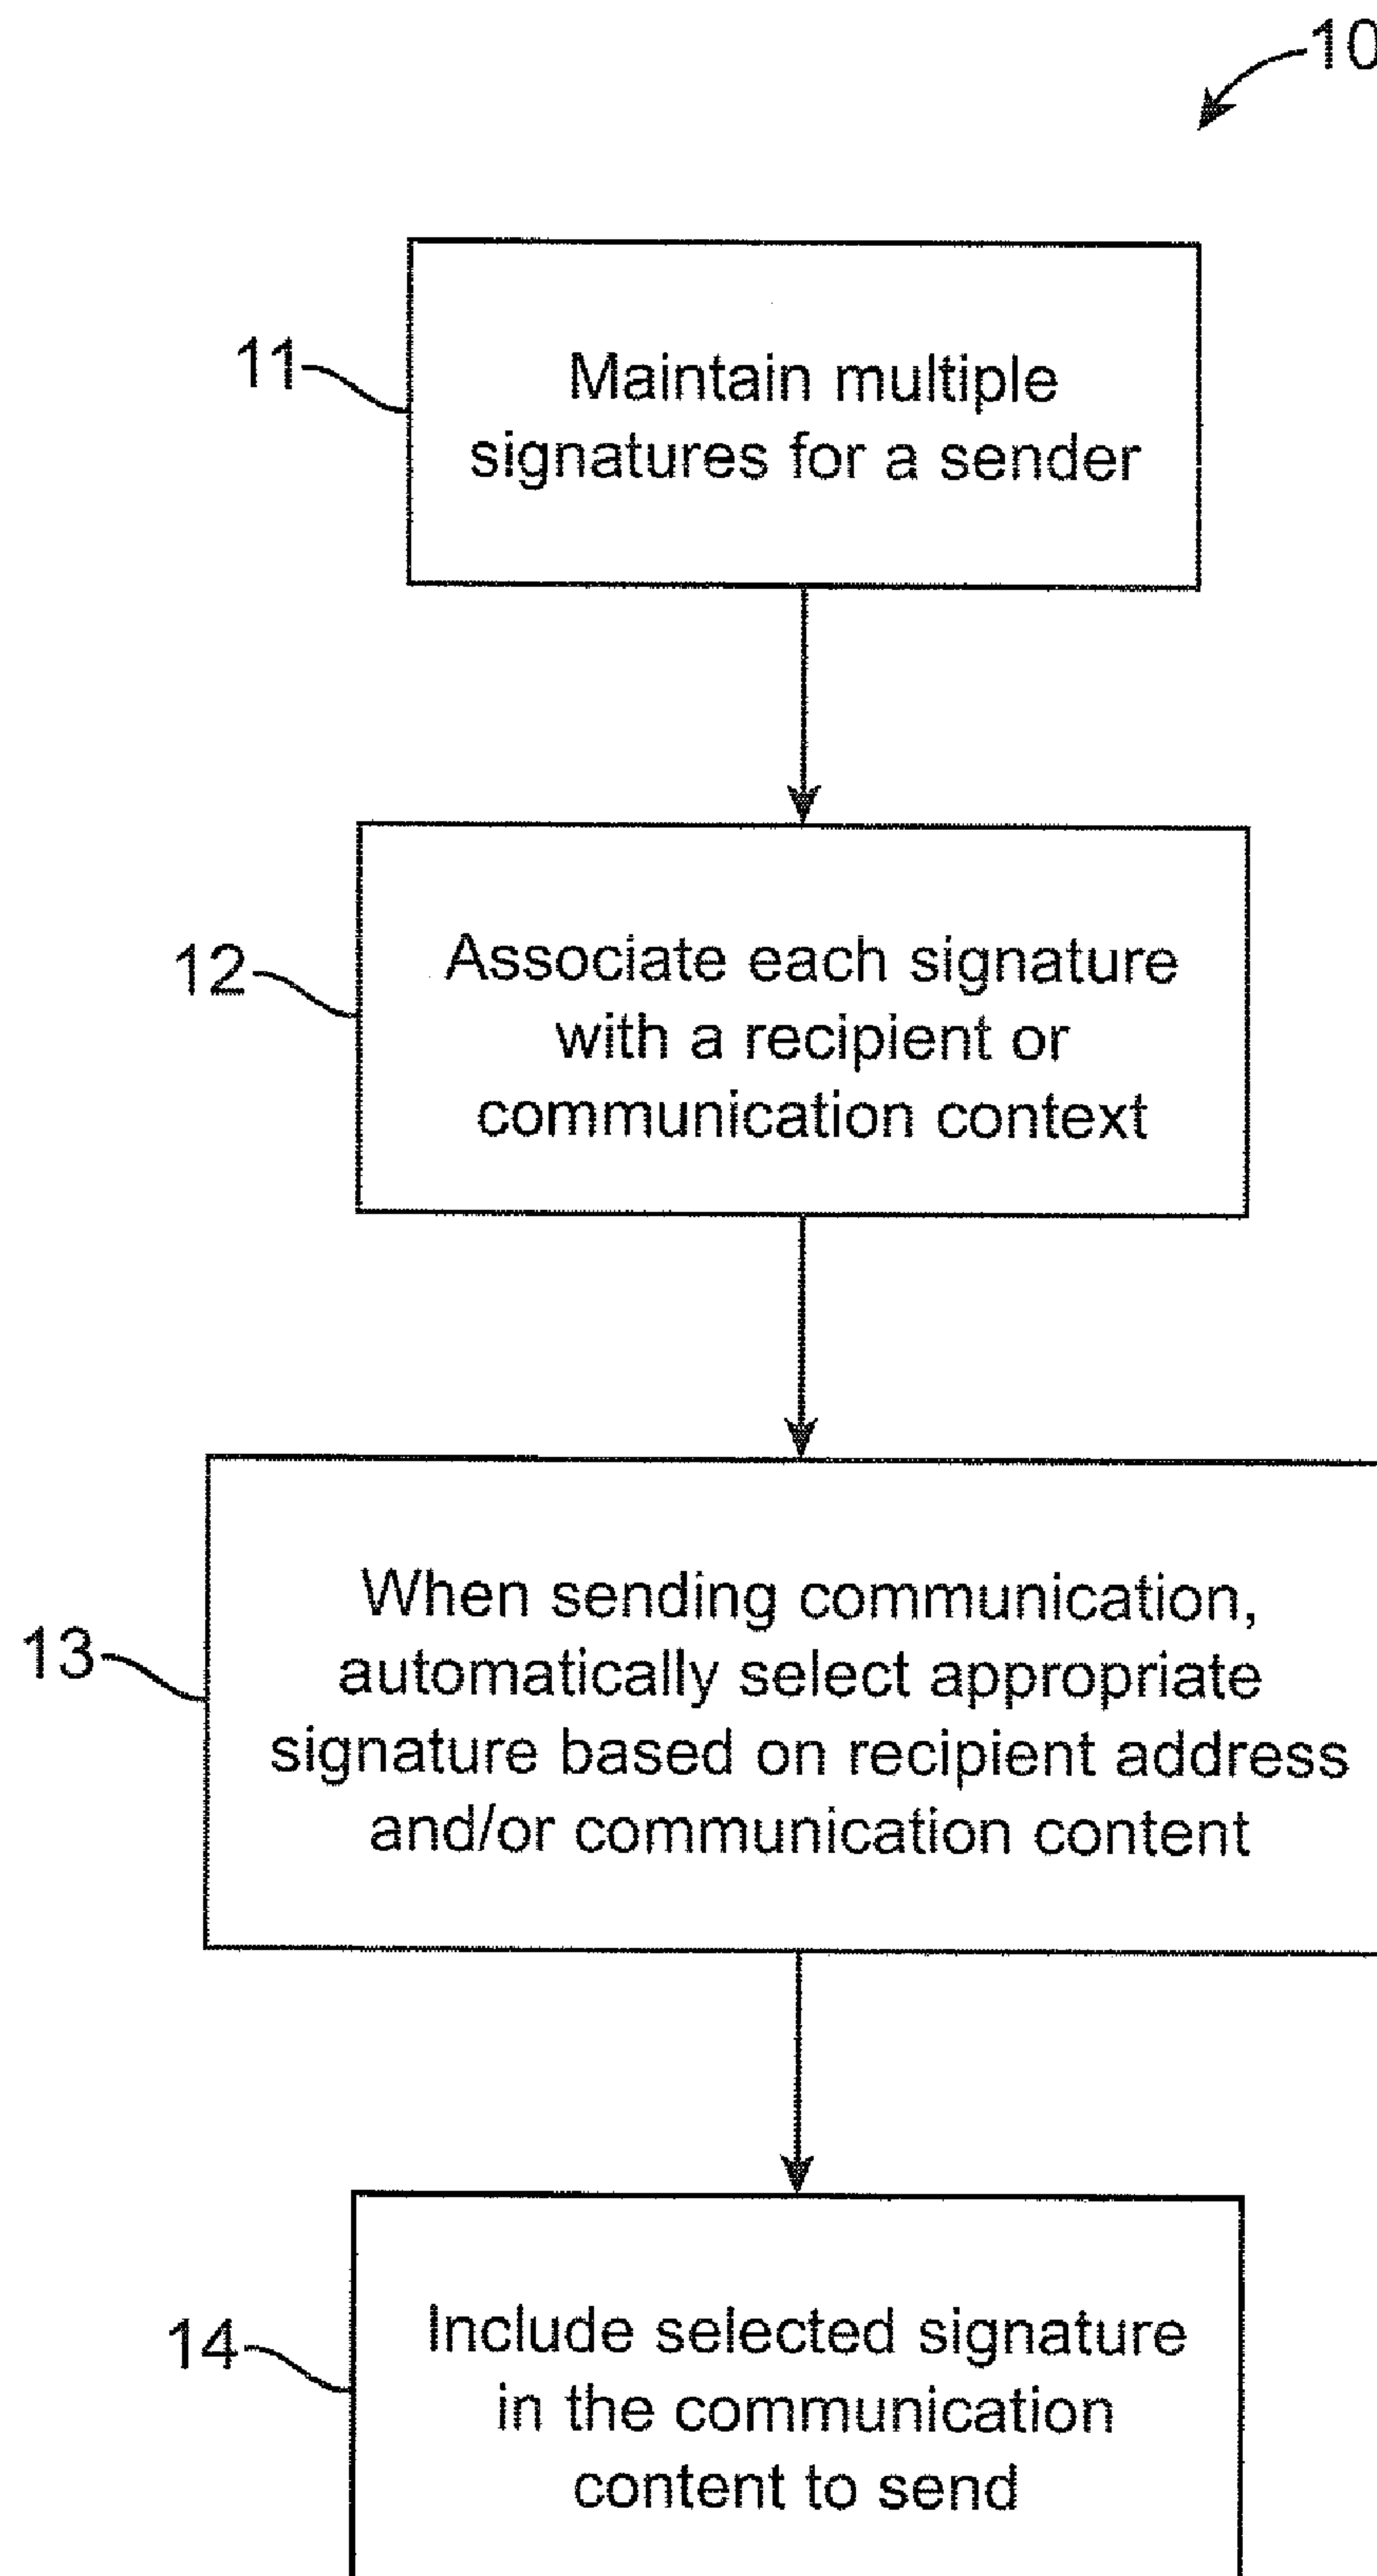 10
11
Maintain multiple
signatures for a sender
12
Associate each signature
with a recipient or
communication context
13
When sending communication,
automatically select appropriate
signature based on recipient address
and/or communication content
14
Include selected signature
in the communication
content to send